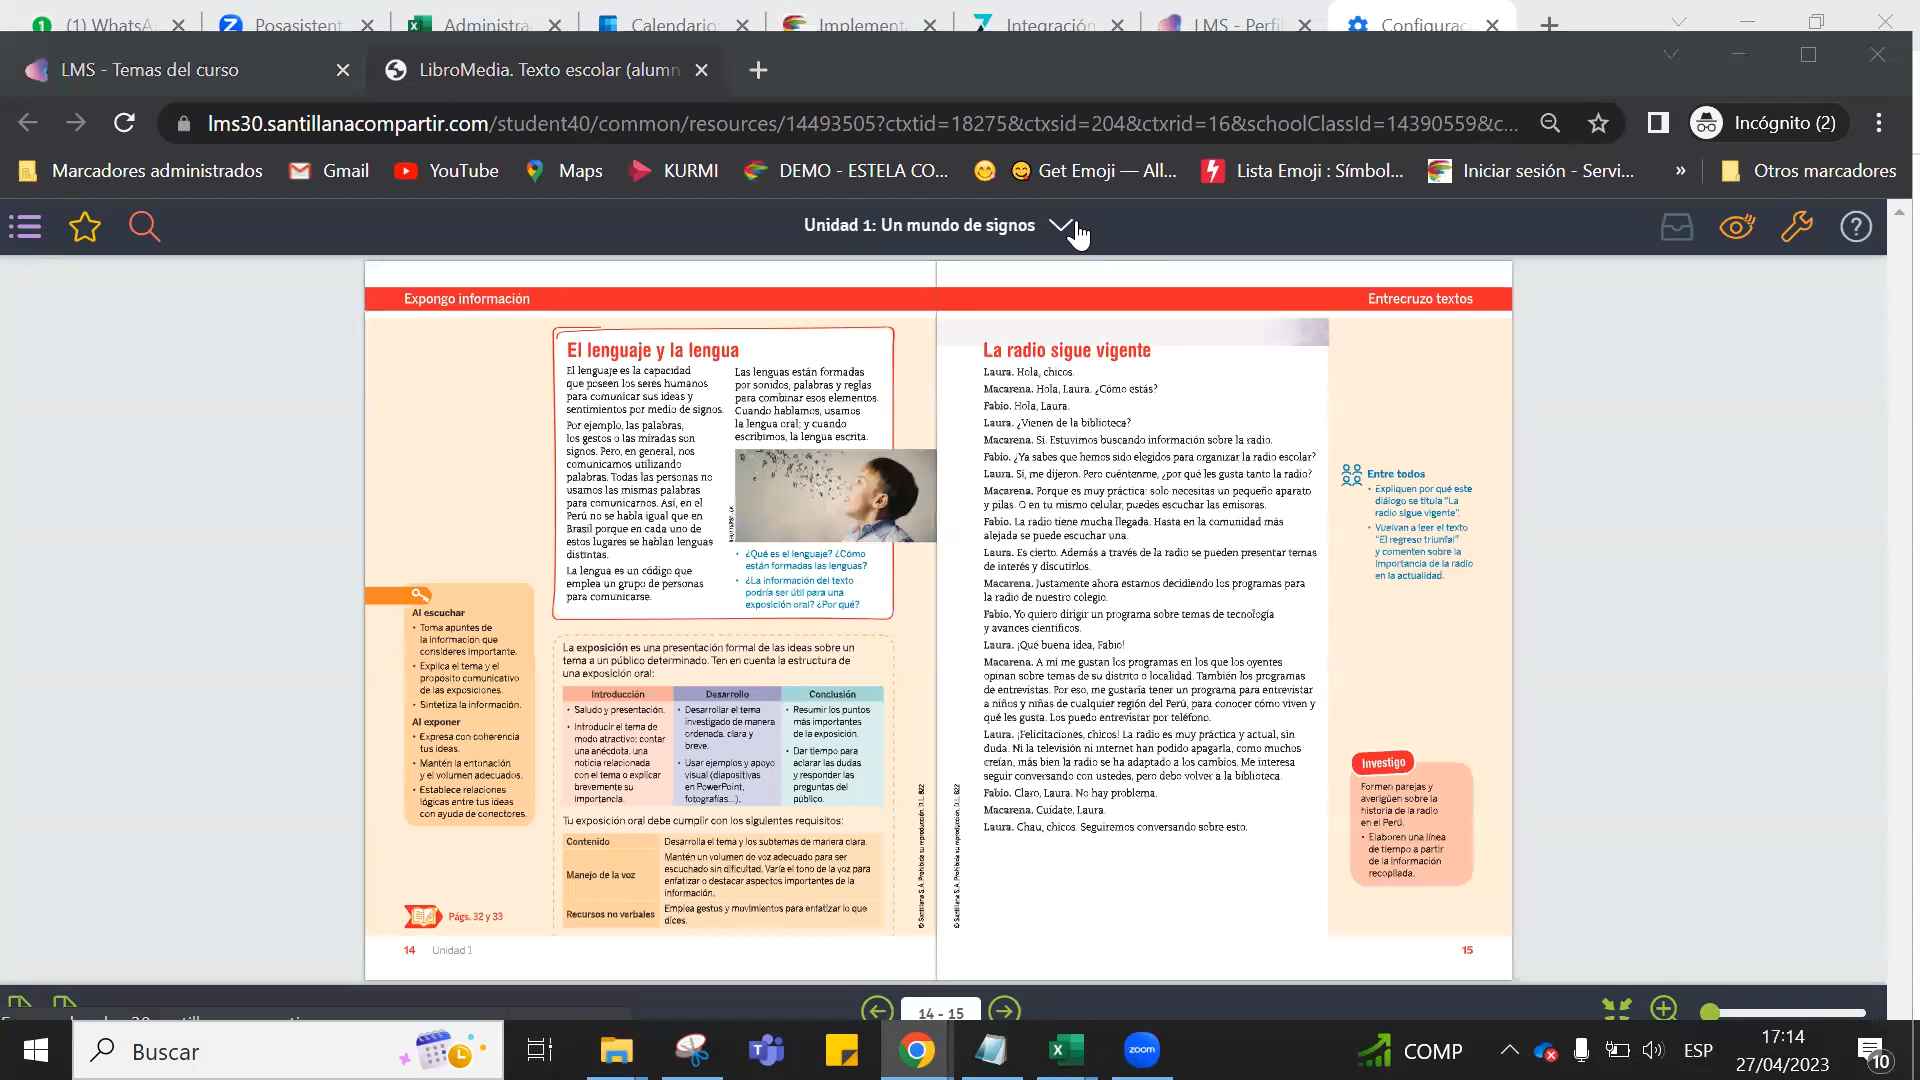 (1) WhatsA
Posasistent
Administra
Calendario
Implement
Integración
LMS - Perfil
Configurac
LMS - Temas del curso
LibroMedia. Texto escolar (alumn
lms30.santillanacompartir.com/student40/common/resources/14493505?ctxtid=18275&ctxsid=204&ctxrid=16&schoolClassId=14390559&c...
Incógnito (2)
Marcadores administrados
Gmail
YouTube
Maps
KURMI
DEMO - ESTELA CO...
Get Emoji — All...
Lista Emoji : Símbol...
Iniciar sesión - Servi...
»
Otros marcadores
Unidad 1: Un mundo de signos
Expongo información
El lenguaje y la lengua
El lenguaje es la capacidad
que poseen los seres humanos
para comunicar sus ideas y
sentimientos por medio de signos.
Por ejemplo, las palabras,
los gestos o las miradas son
signos. Pero, en general, nos
comunicamos utilizando
palabras. Todas las personas no
usamos las mismas palabras
para comunicarnos. Así, en el
Perú no se habla igual que en
Brasil porque en cada uno de
estos lugares se hablan lenguas
distintas.
La lengua es un código que
emplea un grupo de personas
para comunicarse.
Las lenguas están formadas
por sonidos, palabras y reglas
para combinar esos elementos.
Cuando hablamos, usamos
la lengua oral; y cuando
escribimos, la lengua escrita.
• ¿Qué es el lenguaje? ¿Cómo
están formadas las lenguas?
• ¿La información del texto
podría ser útil para una
exposición oral? ¿Por qué?
Al escuchar
• Toma apuntes de
la información que
consideres importante.
• Explica el tema y el
propósito comunicativo
de las exposiciones.
• Sintetiza la información.
Al exponer
• Expresa con coherencia
tus ideas.
• Mantén la entonación
y el volumen adecuados.
• Establece relaciones
lógicas entre tus ideas
con ayuda de conectores.
La exposición es una presentación formal de las ideas sobre un
tema a un público determinado. Ten en cuenta la estructura de
una exposición oral:
Introducción
• Saludo y presentación.
• Introducir el tema de
modo atractivo: contar
una anécdota, una
noticia relacionada
con el tema o explicar
brevemente su
importancia.
Desarrollo
• Desarrollar el tema
investigado de manera
ordenada, clara y
breve.
• Usar ejemplos y apoyo
visual (diapositivas
en PowerPoint,
fotografías...).
Conclusión
• Resumir los puntos
más importantes
de la exposición.
• Dar tiempo para
aclarar las dudas
y responder las
preguntas del
público.
Tu exposición oral debe cumplir con los siguientes requisitos:
Contenido
Desarrolla el tema y los subtemas de manera clara.
Manejo de la voz
Mantén un volumen de voz adecuado para ser
escuchado sin dificultad. Varía el tono de la voz para
enfatizar o destacar aspectos importantes de la
información.
Recursos no verbales
Emplea gestos y movimientos para enfatizar lo que
dices.
Págs. 32 y 33
14 Unidad 1
© Santillana S.A. Prohibida su reproducción. D.L. 822
Entrecruzo textos
La radio sigue vigente
Laura. Hola, chicos.
Macarena. Hola, Laura. ¿Cómo estás?
Fabio. Hola, Laura.
Laura. ¿Vienen de la biblioteca?
Macarena. Sí. Estuvimos buscando información sobre la radio.
Fabio. ¿Ya sabes que hemos sido elegidos para organizar la radio escolar?
Laura. Sí, me dijeron. Pero cuéntenme, ¿por qué les gusta tanto la radio?
Macarena. Porque es muy práctica: solo necesitas un pequeño aparato
y pilas. O en tu mismo celular, puedes escuchar las emisoras.
Fabio. La radio tiene mucha llegada. Hasta en la comunidad más
alejada se puede escuchar una.
Laura. Es cierto. Además a través de la radio se pueden presentar temas
de interés y discutirlos.
Macarena. Justamente ahora estamos decidiendo los programas para
la radio de nuestro colegio.
Fabio. Yo quiero dirigir un programa sobre temas de tecnología
y avances científicos.
Laura. ¡Qué buena idea, Fabio!
Macarena. A mí me gustan los programas en los que los oyentes
opinan sobre temas de su distrito o localidad. También los programas
de entrevistas. Por eso, me gustaría tener un programa para entrevistar
a niños y niñas de cualquier región del Perú, para conocer cómo viven y
qué les gusta. Los puedo entrevistar por teléfono.
Laura. ¡Felicitaciones, chicos! La radio es muy práctica y actual, sin
duda. Ni la televisión ni internet han podido apagarla, como muchos
creían, más bien la radio se ha adaptado a los cambios. Me interesa
seguir conversando con ustedes, pero debo volver a la biblioteca.
Fabio. Claro, Laura. No hay problema.
Macarena. Cuídate, Laura.
Laura. Chau, chicos. Seguiremos conversando sobre esto.
© Santillana S.A. Prohibida su reproducción. D.L. 822
Entre todos
• Expliquen por qué este
diálogo se titula "La
radio sigue vigente".
• Vuelvan a leer el texto
"El regreso triunfal"
y comenten sobre la
importancia de la radio
en la actualidad.
Investigo
Formen parejas y
averigüen sobre la
historia de la radio
en el Perú.
• Elaboren una línea
de tiempo a partir
de la información
recopilada.
15
14 - 15
Buscar
zoom
COMP
ESP
17:14
27/04/2023
10